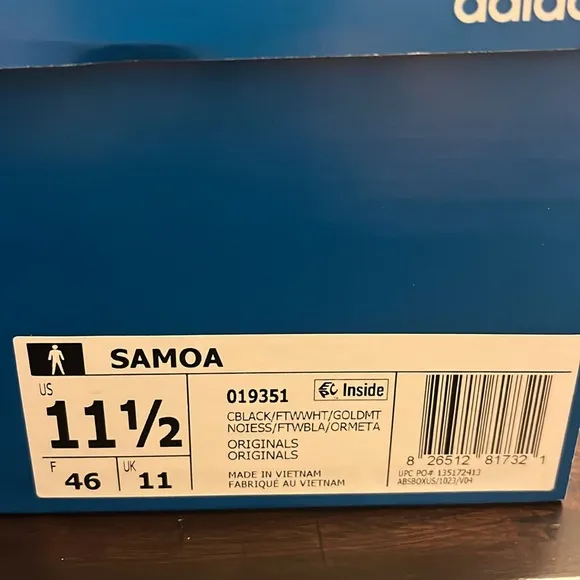 adidas
SAMOA
US
11½
F
46
UK
11
019351
Inside
CBLACK/FTWWHT/GOLDMT
NOIESS/FTWBLA/ORMETA
ORIGINALS
ORIGINALS
MADE IN VIETNAM
FABRIQUÉ AU VIETNAM
8 26512 81732 1
UPC PO# 135172413
ABSBOXUS/1023/V04